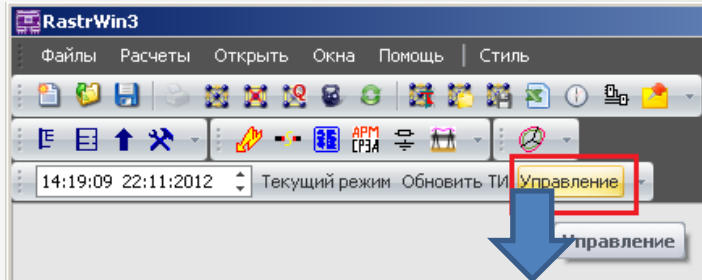 RastrWin3
Файлы Расчеты Открыть Окна Помощь | Стиль
АРМ
СРЗА
14:19:09 22:11:2012 Текущий режим Обновить ТИ Управление
Управление